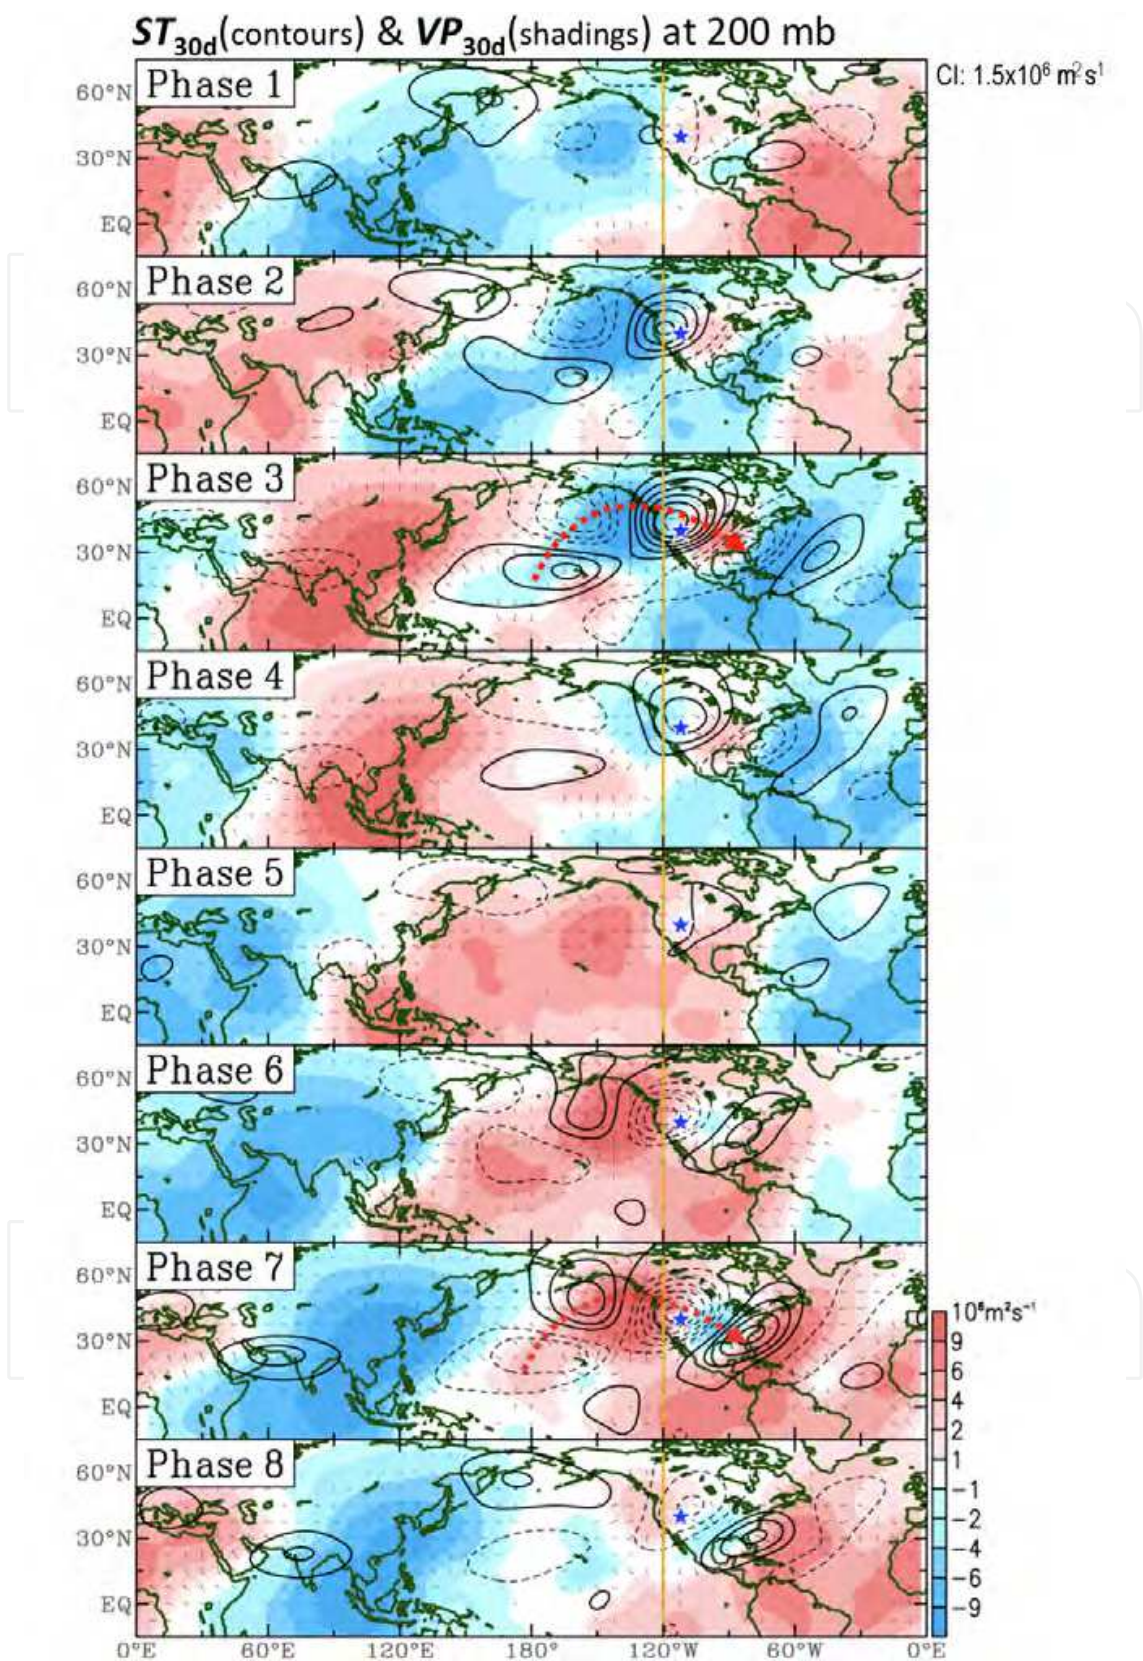 ST30d(contours) & VP30d(shadings) at 200 mb
CI: 1.5x10⁶ m²s¹
Phase 1
60°N
30°N
EQ
Phase 2
60°N
30°N
EQ
Phase 3
60°N
30°N
EQ
Phase 4
60°N
30°N
EQ
Phase 5
60°N
30°N
EQ
Phase 6
60°N
30°N
EQ
Phase 7
60°N
30°N
EQ
10⁶m²s⁻¹
9
6
4
2
1
-1
-2
-4
-6
-9
Phase 8
60°N
30°N
EQ
0°E 60°E 120°E 180° 120°W 60°W 0°E